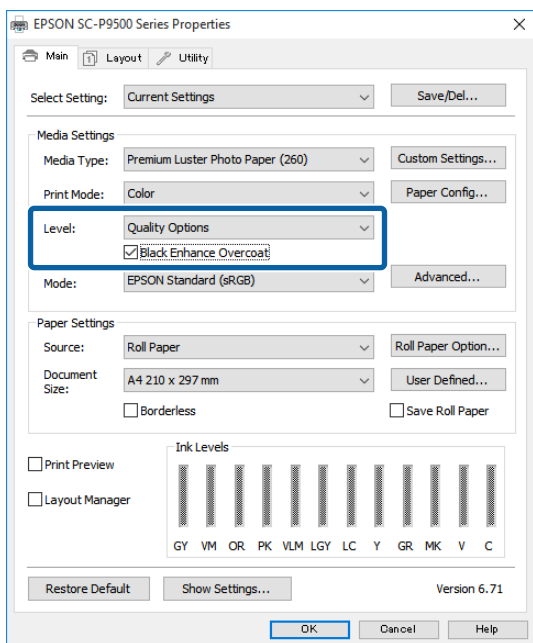 EPSON SC-P9500 Series Properties
Main Layout Utility
Select Setting: Current Settings Save/Del...
Media Settings
Media Type: Premium Luster Photo Paper (260) Custom Settings...
Print Mode: Color Paper Config...
Level: Quality Options
Black Enhance Overcoat
Mode: EPSON Standard (sRGB) Advanced...
Paper Settings
Source: Roll Paper Roll Paper Option...
Document
Size: A4 210 x 297 mm User Defined...
Borderless Save Roll Paper
Ink Levels
Print Preview
Layout Manager
GY VM OR PK VLM LGY LC Y GR MK V C
Restore Default Show Settings... Version 6.71
OK Cancel Help